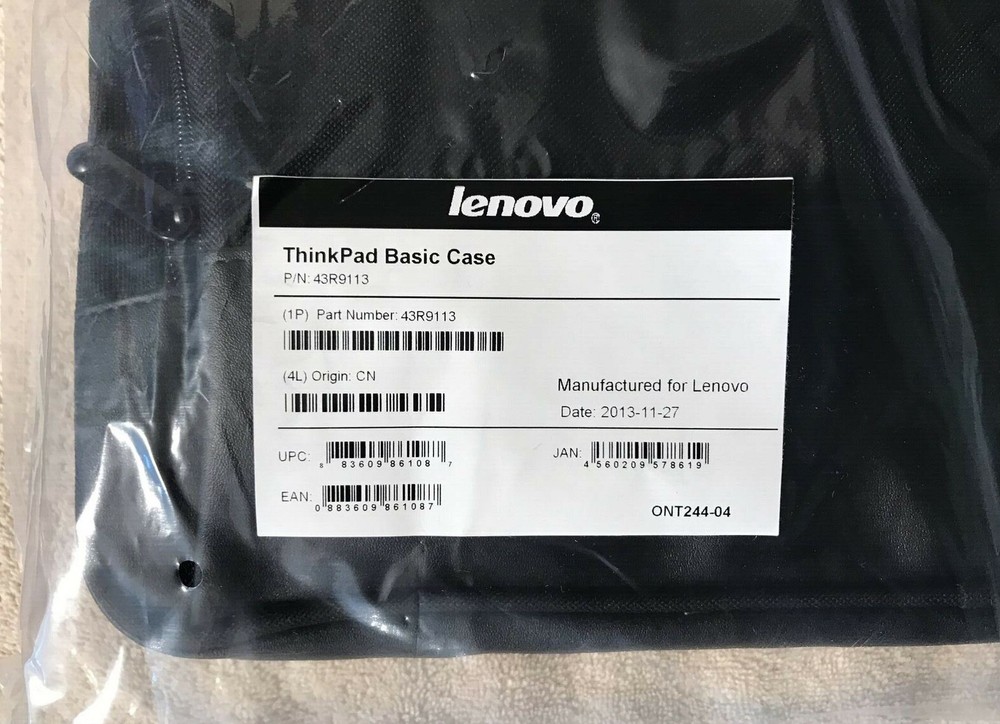 lenovo®
ThinkPad Basic Case
P/N: 43R9113
(1P) Part Number: 43R9113
(4L) Origin: CN
Manufactured for Lenovo
Date: 2013-11-27
UPC: 8 83609 86108 7
JAN: 4 560209 578619
EAN: 0 883609 861087
ONT244-04